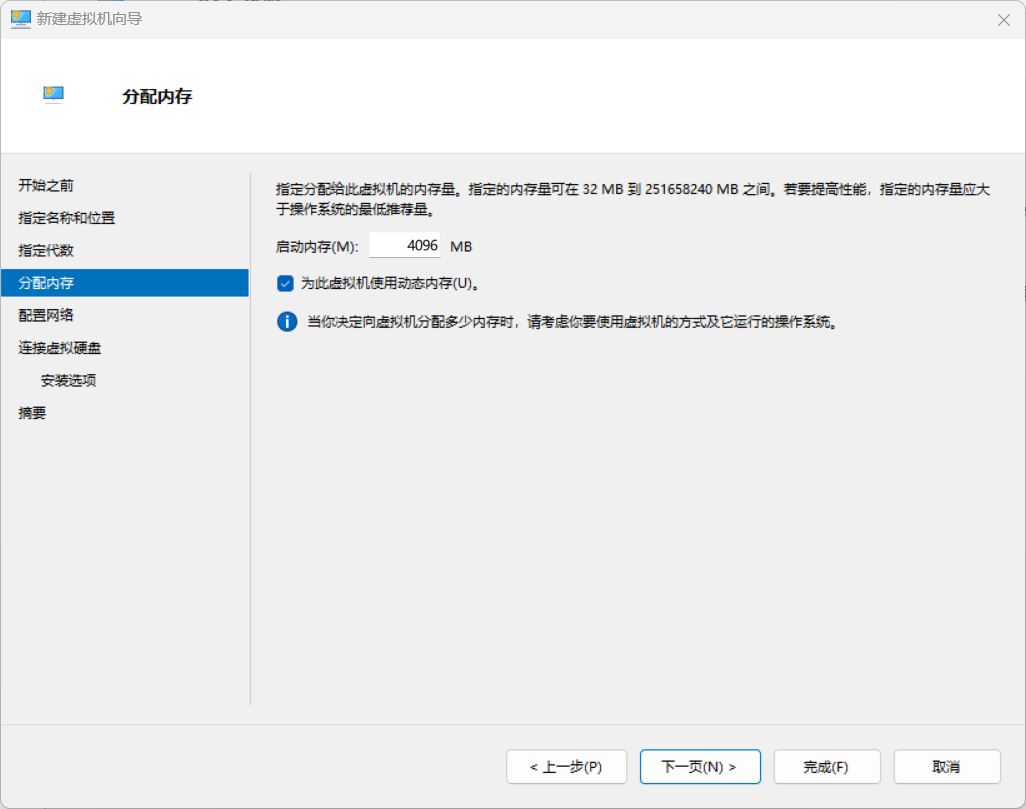 新建虚拟机向导
分配内存
开始之前
指定名称和位置
指定代数
分配内存
配置网络
连接虚拟硬盘
安装选项
摘要
指定分配给此虚拟机的内存量。指定的内存量可在 32 MB 到 251658240 MB 之间。若要提高性能，指定的内存量应大
于操作系统的最低推荐量。
启动内存(M): 4096 MB
为此虚拟机使用动态内存(U)。
当你决定向虚拟机分配多少内存时，请考虑你要使用虚拟机的方式及它运行的操作系统。
< 上一步(P) 下一页(N) > 完成(F) 取消